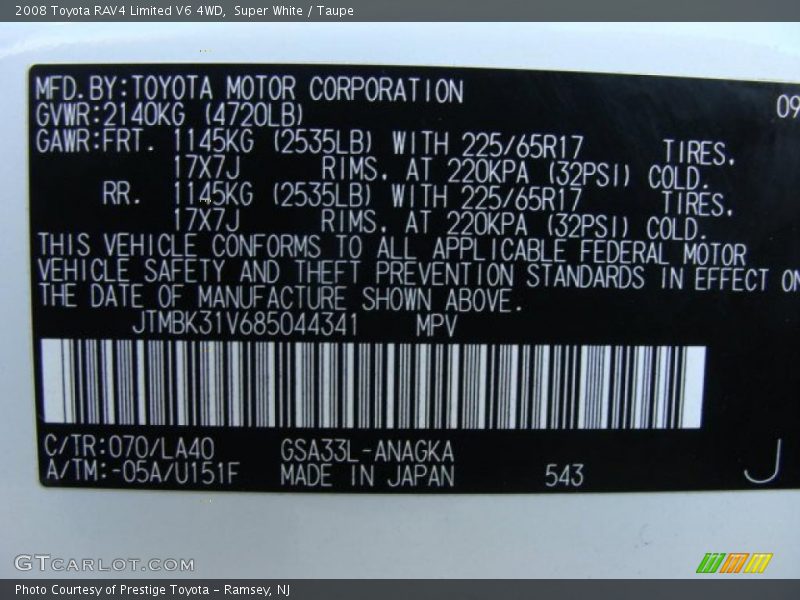 2008 Toyota RAV4 Limited V6 4WD, Super White / Taupe
MFD.BY:TOYOTA MOTOR CORPORATION 09
GVWR:2140KG (4720LB)
GAWR:FRT. 1145KG (2535LB) WITH 225/65R17 TIRES.
17X7J RIMS. AT 220KPA (32PSI) COLD.
RR. 1145KG (2535LB) WITH 225/65R17 TIRES.
17X7J RIMS. AT 220KPA (32PSI) COLD.
THIS VEHICLE CONFORMS TO ALL APPLICABLE FEDERAL MOTOR
VEHICLE SAFETY AND THEFT PREVENTION STANDARDS IN EFFECT ON
THE DATE OF MANUFACTURE SHOWN ABOVE.
JTMBK31V685044341 MPV
C/TR:070/LA40 GSA33L-ANAGKA
A/TM:-05A/U151F MADE IN JAPAN 543 J
GTCARLOT.COM
Photo Courtesy of Prestige Toyota - Ramsey, NJ